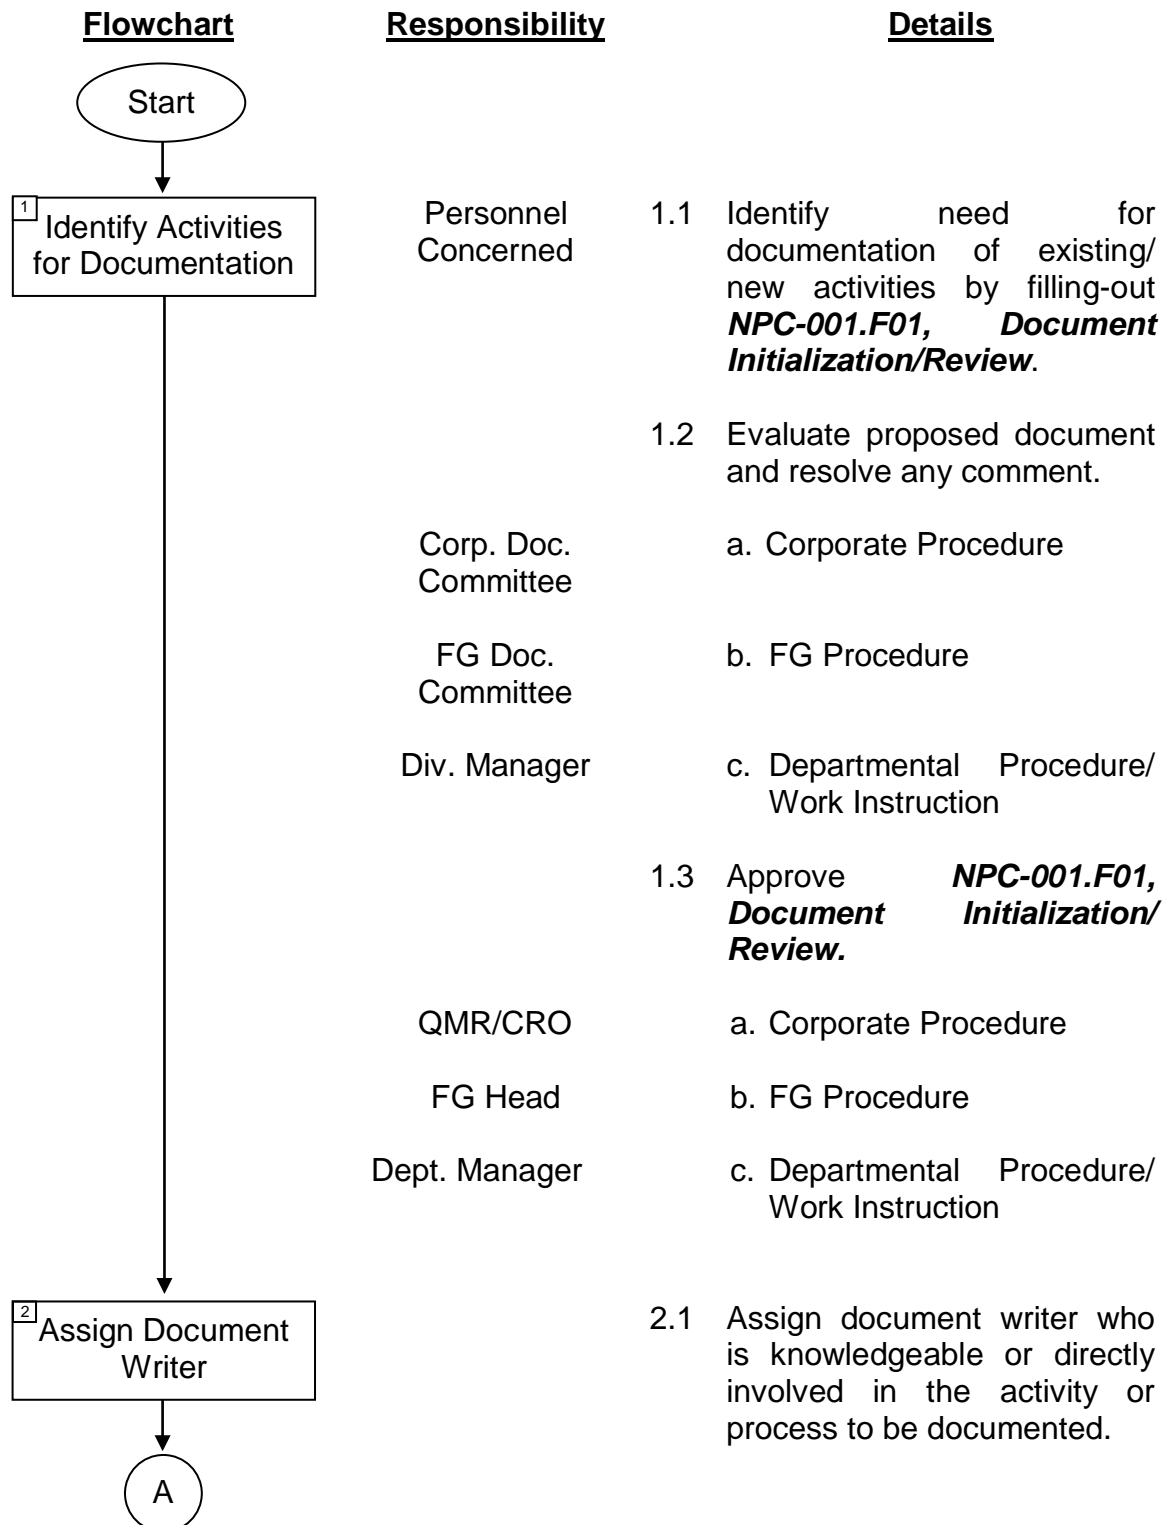 Flowchart Responsibility Details
Start
1
Identify Activities
for Documentation
Personnel
Concerned
1.1 Identify need for
documentation of existing/
new activities by filling-out
NPC-001.F01, Document
Initialization/Review.
1.2 Evaluate proposed document
and resolve any comment.
Corp. Doc.
Committee
a. Corporate Procedure
FG Doc.
Committee
b. FG Procedure
Div. Manager
c. Departmental Procedure/
Work Instruction
1.3 Approve NPC-001.F01,
Document Initialization/
Review.
QMR/CRO
a. Corporate Procedure
FG Head
b. FG Procedure
Dept. Manager
c. Departmental Procedure/
Work Instruction
2
Assign Document
Writer
2.1 Assign document writer who
is knowledgeable or directly
involved in the activity or
process to be documented.
A